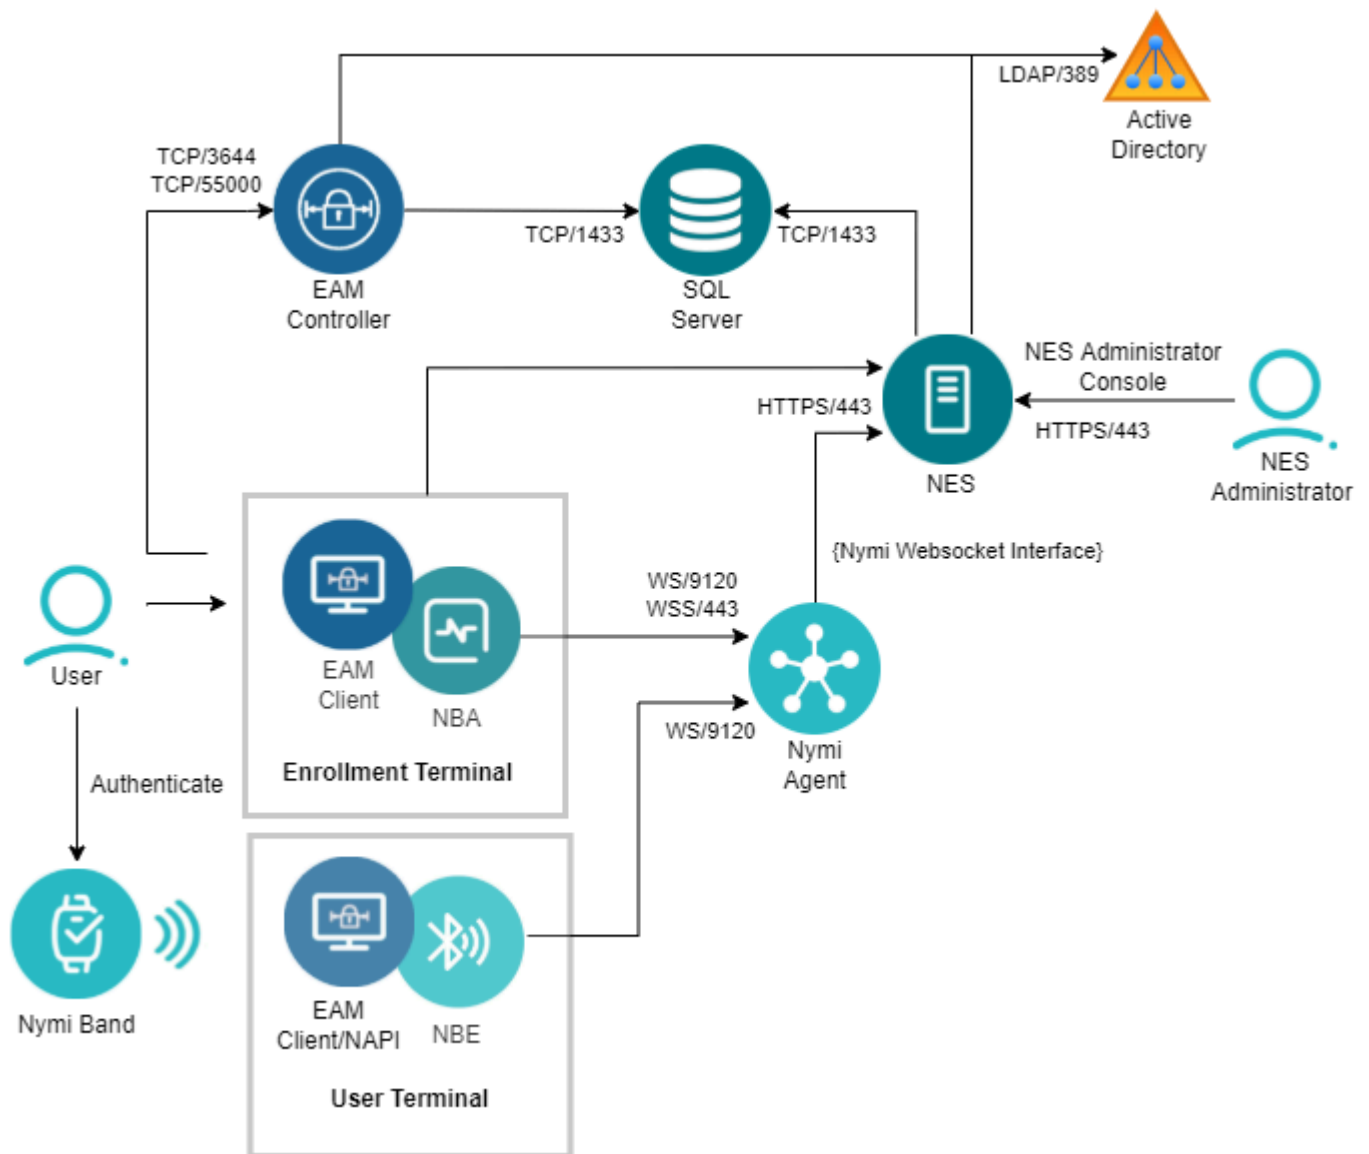 LDAP/389
Active
Directory
TCP/3644
TCP/55000
TCP/1433
TCP/1433
EAM
Controller
SQL
Server
NES Administrator
Console
HTTPS/443
HTTPS/443
NES
NES
Administrator
{Nymi Websocket Interface}
WS/9120
WSS/443
User
EAM
Client
NBA
WS/9120
Nymi
Agent
Enrollment Terminal
Authenticate
Nymi Band
EAM
Client/NAPI
NBE
User Terminal